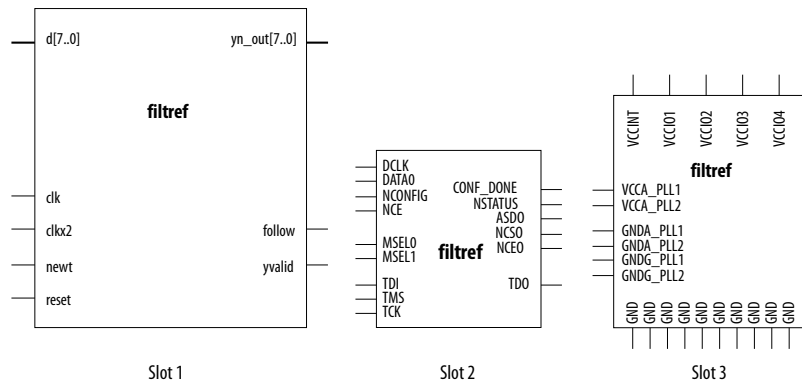 d[7..0]
yn_out[7..0]
filtref
clk
clkx2
follow
newt
yvalid
reset
Slot 1
DCLK
DATA0
NCONFIG
NCE
CONF_DONE
NSTATUS
ASDO
NCSO
NCEO
MSEL0
MSEL1
filtref
TDI
TMS
TCK
TDO
Slot 2
VCCINT
VCCIO1
VCCIO2
VCCIO3
VCCIO4
filtref
VCCA_PLL1
VCCA_PLL2
GNDA_PLL1
GNDA_PLL2
GNDG_PLL1
GNDG_PLL2
GND
GND
GND
GND
GND
GND
GND
GND
GND
GND
Slot 3